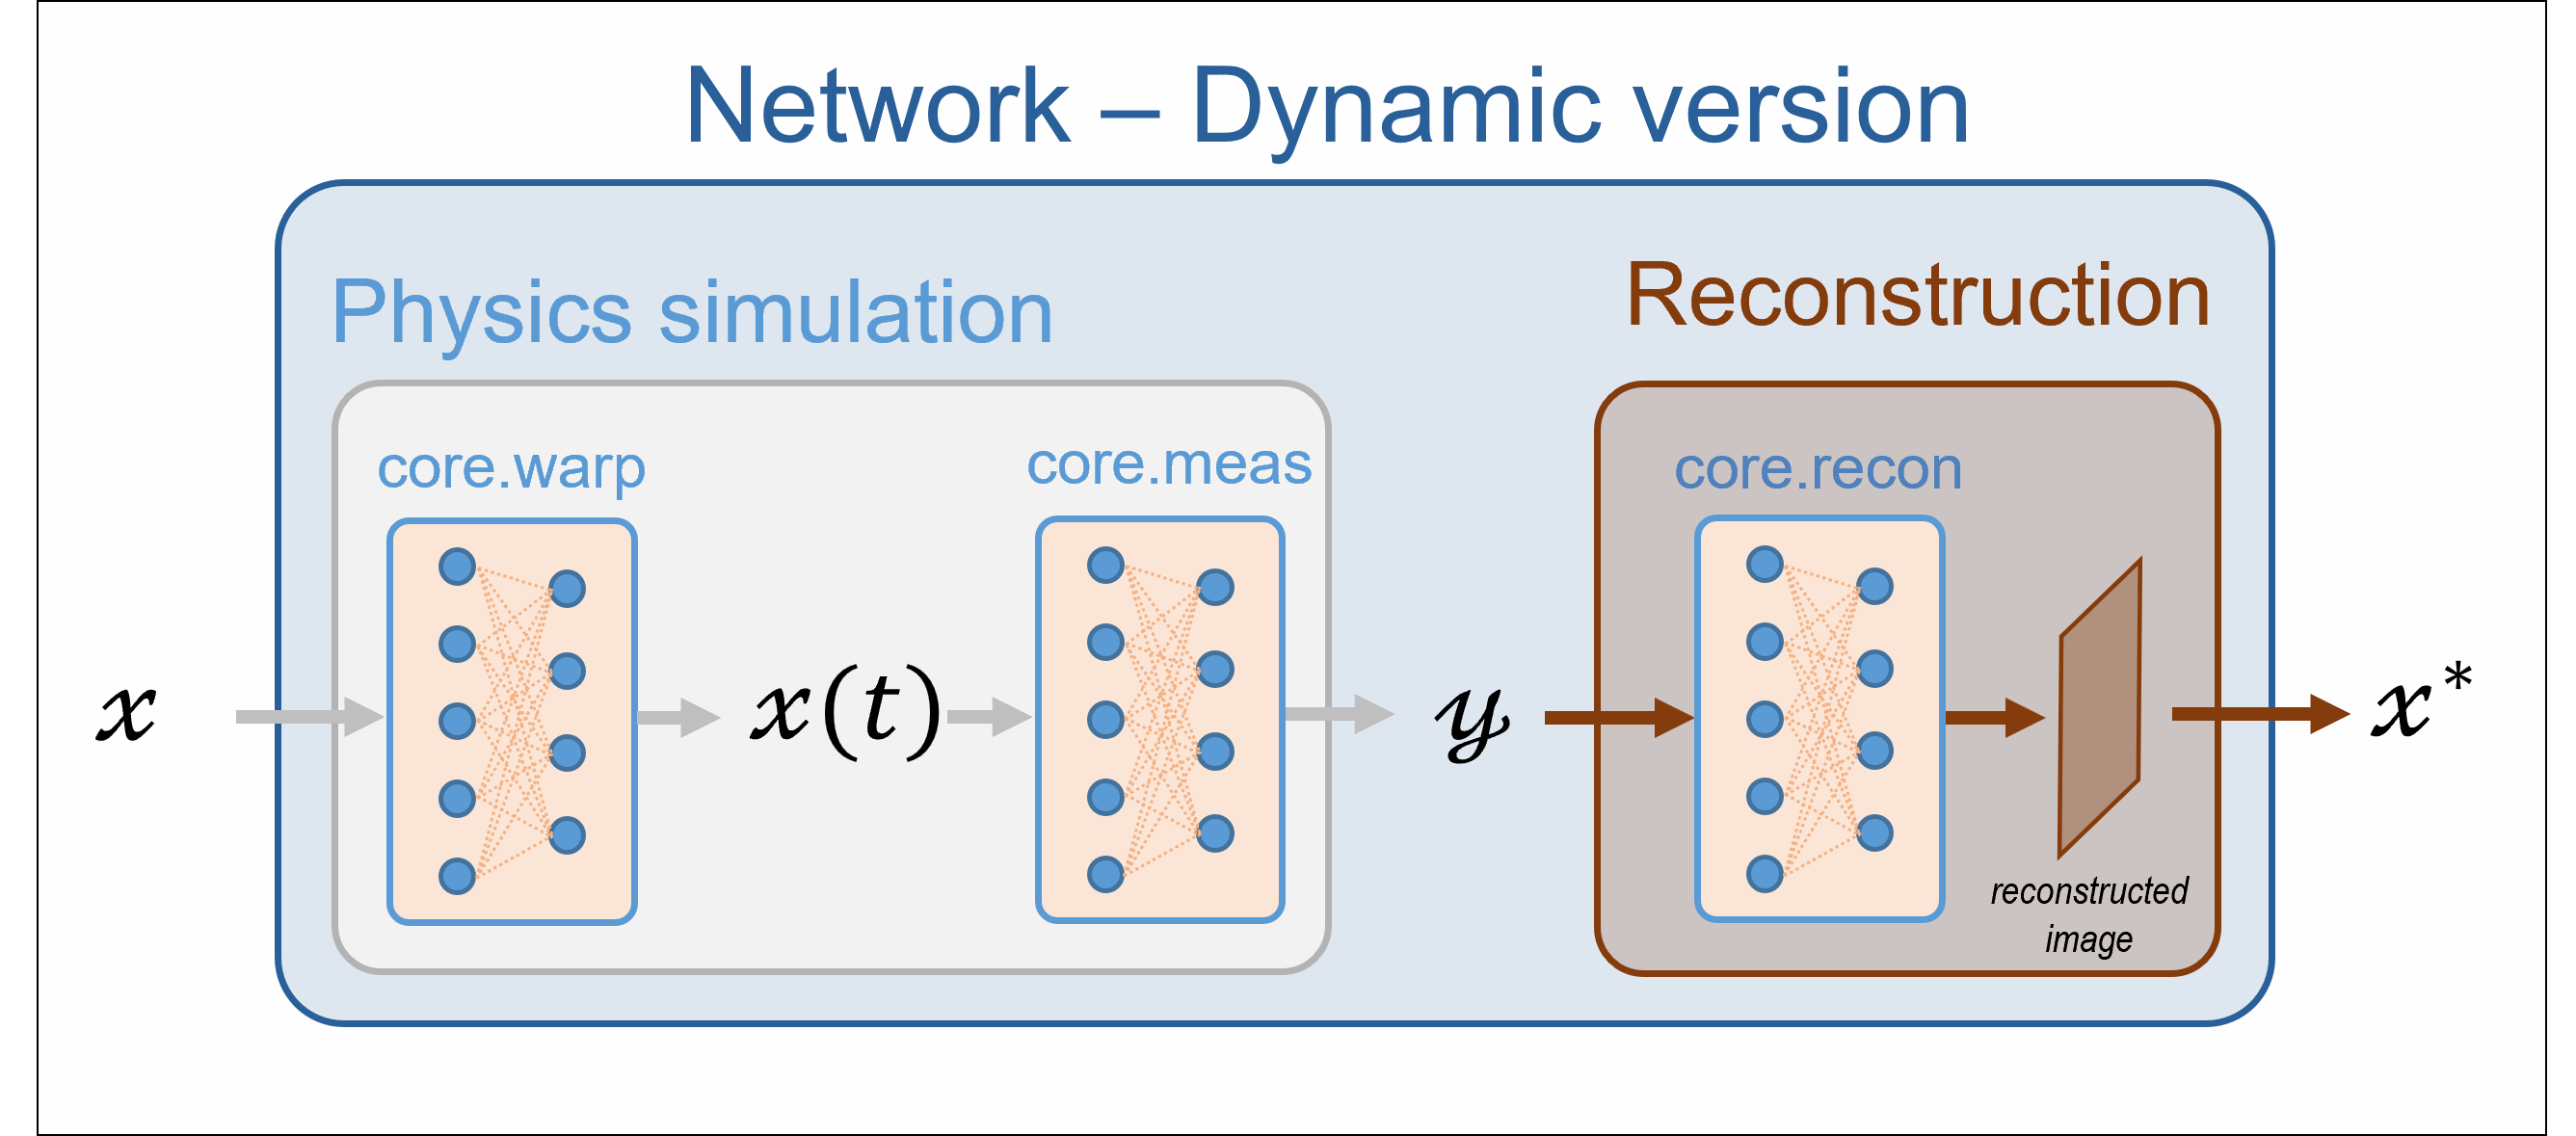 Network – Dynamic version
Physics simulation
Reconstruction
core.warp
core.meas
core.recon
x
x(t)
y
x*
reconstructed
image